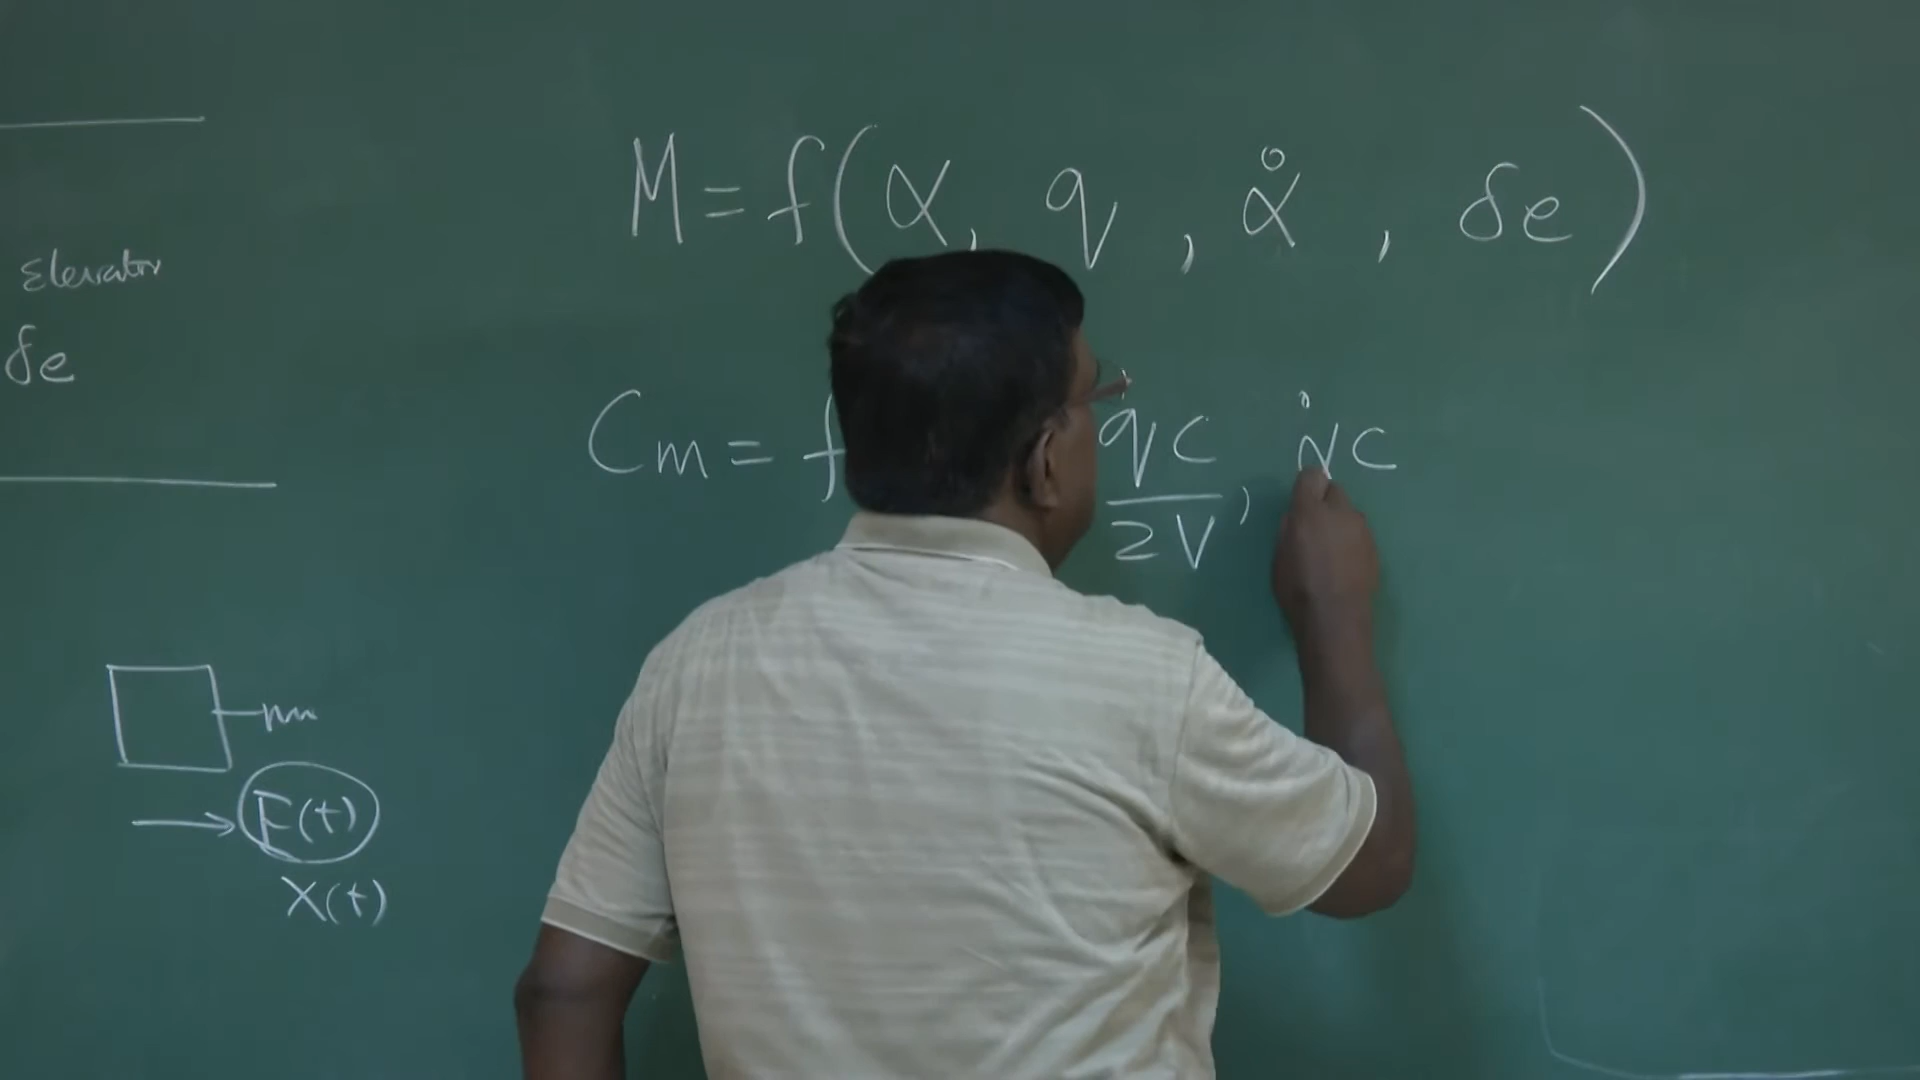 M = f(α, q, α̇, δe)
Elevator
δe
Cm = f qc/2V, α̇c
F(t)
X(t)